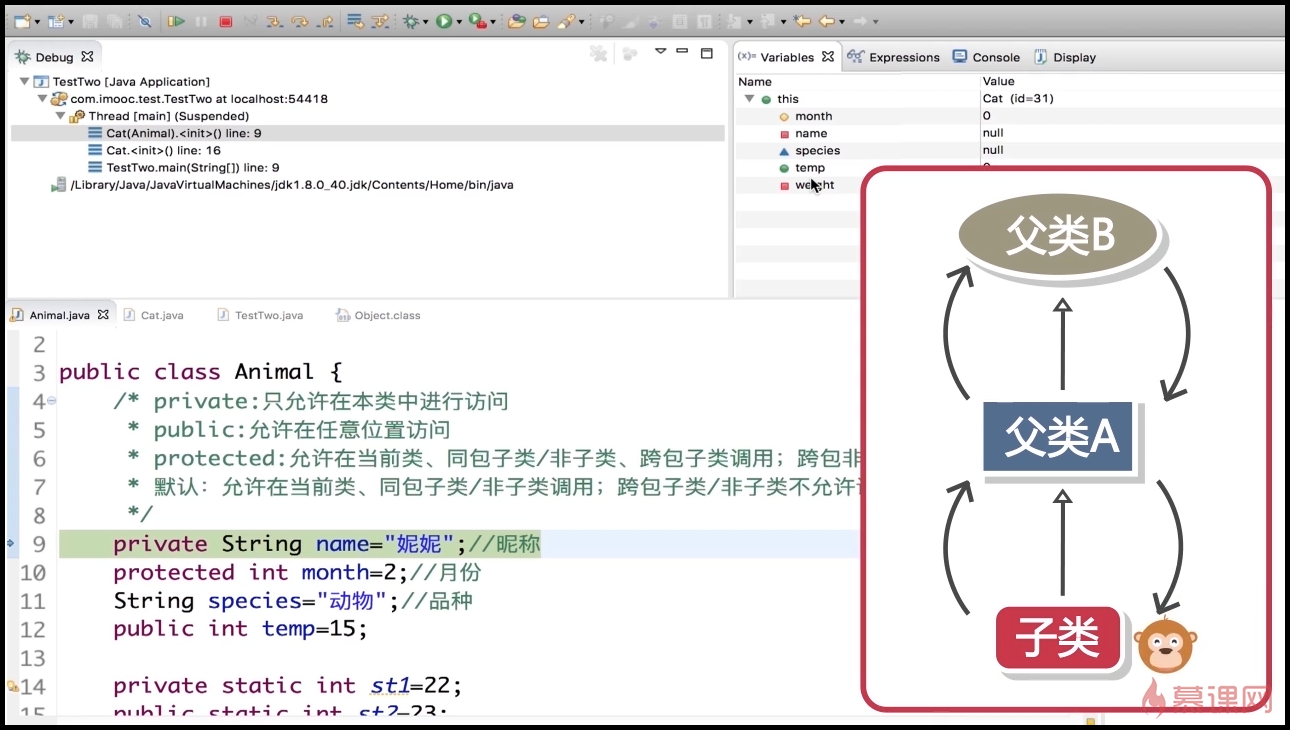 Debug
TestTwo [Java Application]
com.imooc.test.TestTwo at localhost:54418
Thread [main] (Suspended)
Cat(Animal).<init>() line: 9
Cat.<init>() line: 16
TestTwo.main(String[]) line: 9
/Library/Java/JavaVirtualMachines/jdk1.8.0_40.jdk/Contents/Home/bin/java
(x)= Variables Expressions Console Display
Name Value
this Cat (id=31)
month 0
name null
species null
temp
weight
父类B
父类A
子类
慕课网
Animal.java Cat.java TestTwo.java Object.class
2
3 public class Animal {
4 /* private:只允许在本类中进行访问
5 * public:允许在任意位置访问
6 * protected:允许在当前类、同包子类/非子类、跨包子类调用；跨包非
7 * 默认：允许在当前类、同包子类/非子类调用；跨包子类/非子类不允许
8 */
9 private String name="妮妮";//昵称
10 protected int month=2;//月份
11 String species="动物";//品种
12 public int temp=15;
13
14 private static int st1=22;
15 public static int st2=23;